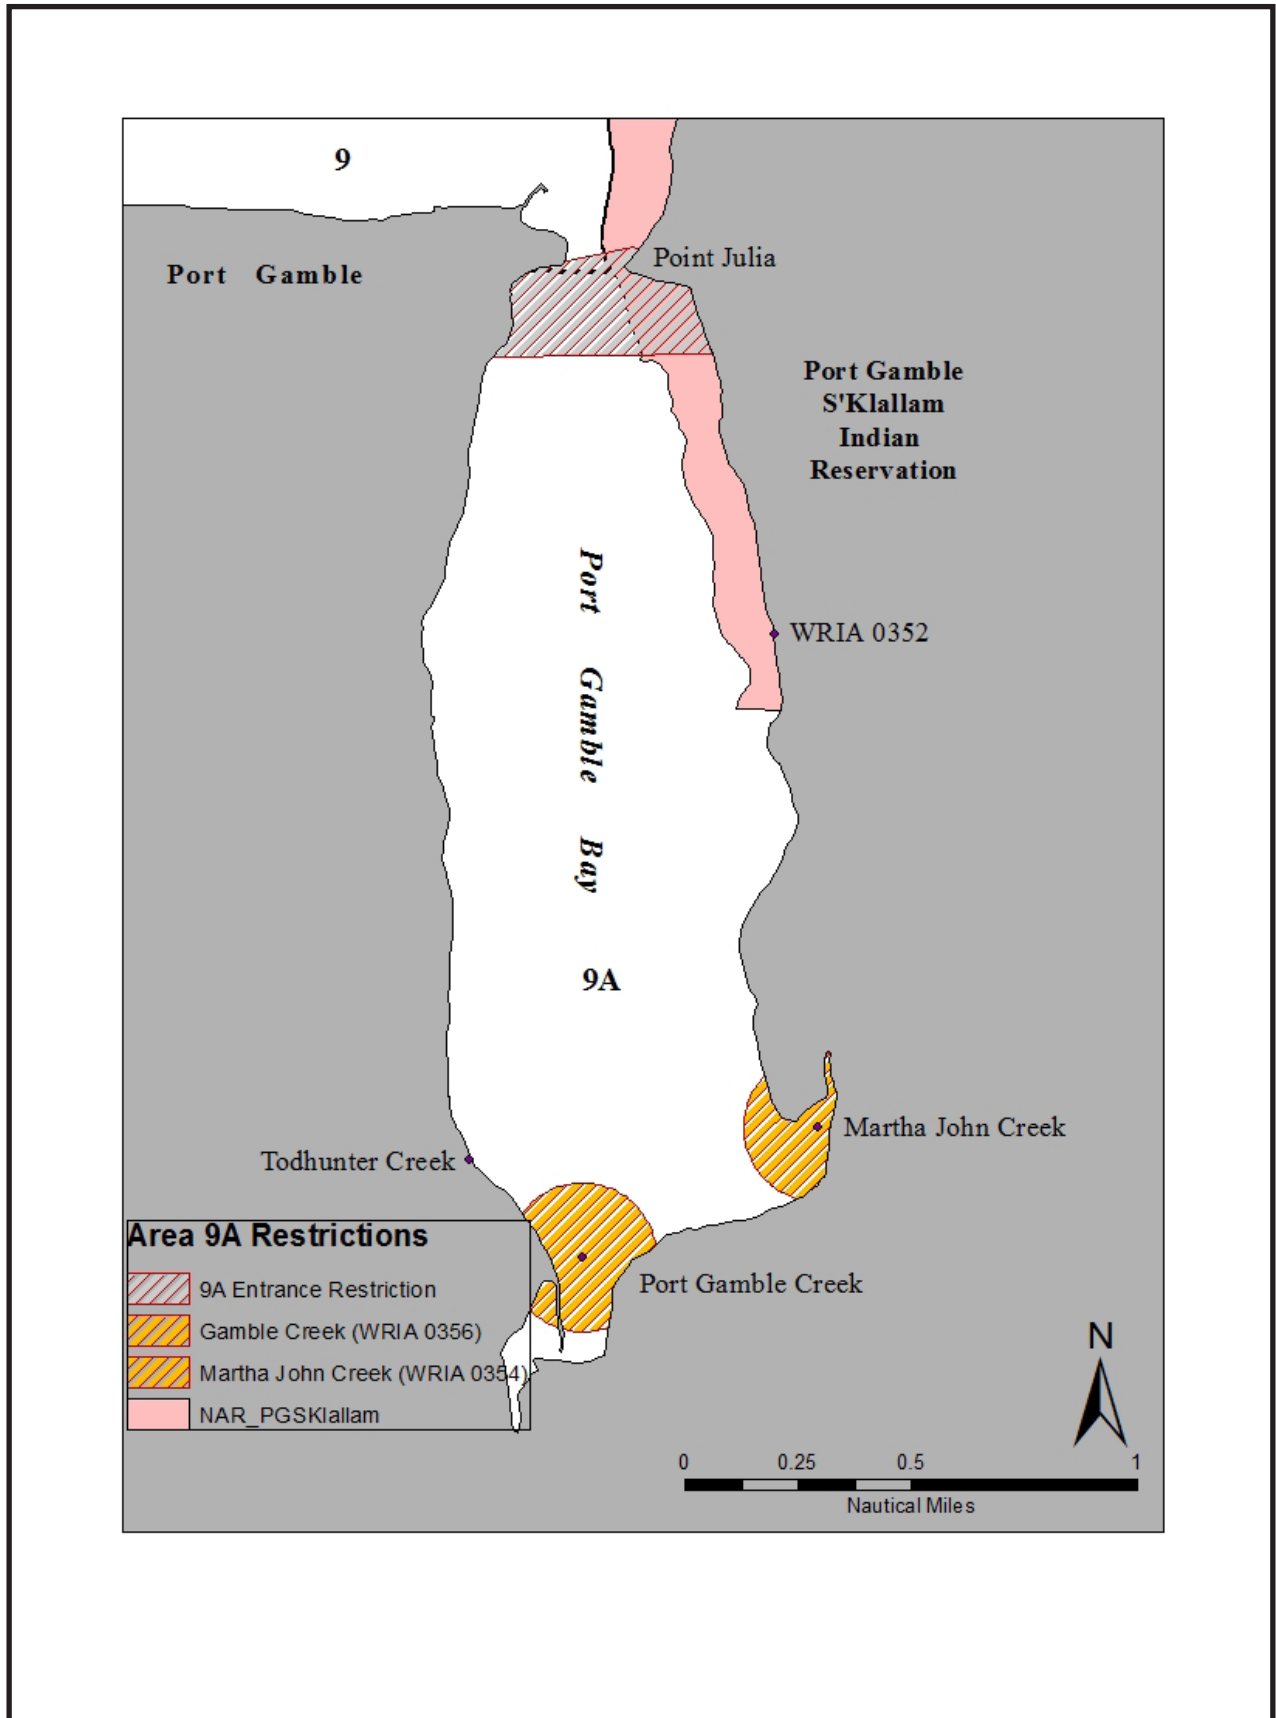 9
Port Gamble
Point Julia
Port Gamble
S'Klallam
Indian
Reservation
Port Gamble Bay
WRIA 0352
9A
Martha John Creek
Todhunter Creek
Port Gamble Creek
Area 9A Restrictions
9A Entrance Restriction
Gamble Creek (WRIA 0356)
Martha John Creek (WRIA 0354)
NAR_PGSKlallam
N
0 0.25 0.5 1
Nautical Miles